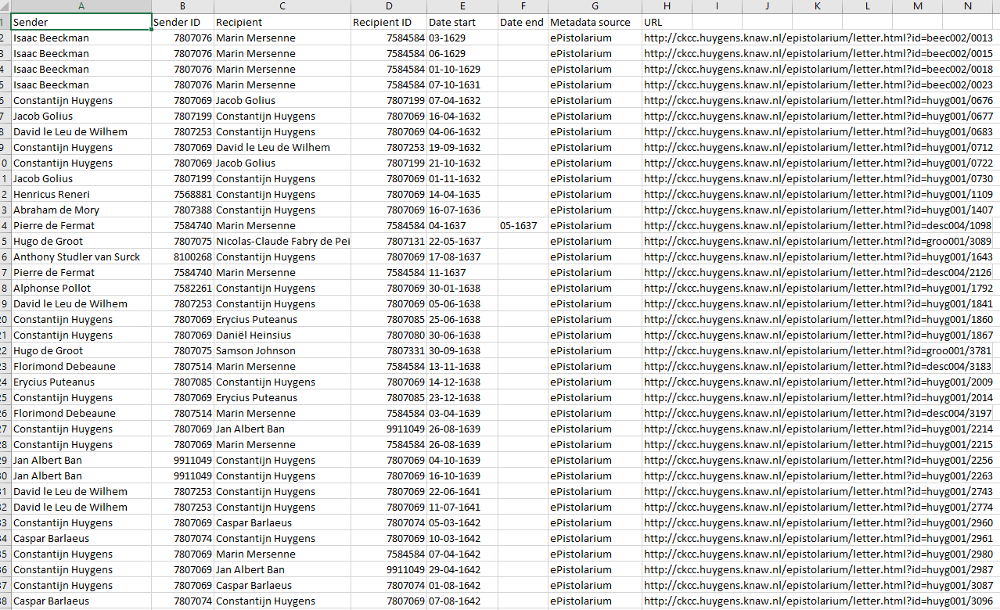 A B C D E F G H I J K L M N
1 Sender Sender ID Recipient Recipient ID Date start Date end Metadata source URL
2 Isaac Beeckman 7807076 Marin Mersenne 7584584 03-1629 ePistolarium http://ckcc.huygens.knaw.nl/epistolarium/letter.html?id=beec002/0013
3 Isaac Beeckman 7807076 Marin Mersenne 7584584 06-1629 ePistolarium http://ckcc.huygens.knaw.nl/epistolarium/letter.html?id=beec002/0015
4 Isaac Beeckman 7807076 Marin Mersenne 7584584 01-10-1629 ePistolarium http://ckcc.huygens.knaw.nl/epistolarium/letter.html?id=beec002/0018
5 Isaac Beeckman 7807076 Marin Mersenne 7584584 07-10-1631 ePistolarium http://ckcc.huygens.knaw.nl/epistolarium/letter.html?id=beec002/0023
6 Constantijn Huygens 7807069 Jacob Golius 7807199 07-04-1632 ePistolarium http://ckcc.huygens.knaw.nl/epistolarium/letter.html?id=huyg001/0676
7 Jacob Golius 7807199 Constantijn Huygens 7807069 16-04-1632 ePistolarium http://ckcc.huygens.knaw.nl/epistolarium/letter.html?id=huyg001/0677
8 David le Leu de Wilhem 7807253 Constantijn Huygens 7807069 04-06-1632 ePistolarium http://ckcc.huygens.knaw.nl/epistolarium/letter.html?id=huyg001/0683
9 Constantijn Huygens 7807069 David le Leu de Wilhem 7807253 19-09-1632 ePistolarium http://ckcc.huygens.knaw.nl/epistolarium/letter.html?id=huyg001/0712
0 Constantijn Huygens 7807069 Jacob Golius 7807199 21-10-1632 ePistolarium http://ckcc.huygens.knaw.nl/epistolarium/letter.html?id=huyg001/0722
1 Jacob Golius 7807199 Constantijn Huygens 7807069 01-11-1632 ePistolarium http://ckcc.huygens.knaw.nl/epistolarium/letter.html?id=huyg001/0730
2 Henricus Reneri 7568881 Constantijn Huygens 7807069 14-04-1635 ePistolarium http://ckcc.huygens.knaw.nl/epistolarium/letter.html?id=huyg001/1109
3 Abraham de Mory 7807388 Constantijn Huygens 7807069 16-07-1636 ePistolarium http://ckcc.huygens.knaw.nl/epistolarium/letter.html?id=huyg001/1407
4 Pierre de Fermat 7584740 Marin Mersenne 7584584 04-1637 05-1637 ePistolarium http://ckcc.huygens.knaw.nl/epistolarium/letter.html?id=desc004/1098
5 Hugo de Groot 7807075 Nicolas-Claude Fabry de Pei 7807131 22-05-1637 ePistolarium http://ckcc.huygens.knaw.nl/epistolarium/letter.html?id=groo001/3089
6 Anthony Studler van Surck 8100268 Constantijn Huygens 7807069 17-08-1637 ePistolarium http://ckcc.huygens.knaw.nl/epistolarium/letter.html?id=huyg001/1643
7 Pierre de Fermat 7584740 Marin Mersenne 7584584 11-1637 ePistolarium http://ckcc.huygens.knaw.nl/epistolarium/letter.html?id=desc004/2126
8 Alphonse Pollot 7582261 Constantijn Huygens 7807069 30-01-1638 ePistolarium http://ckcc.huygens.knaw.nl/epistolarium/letter.html?id=huyg001/1792
9 David le Leu de Wilhem 7807253 Constantijn Huygens 7807069 05-06-1638 ePistolarium http://ckcc.huygens.knaw.nl/epistolarium/letter.html?id=huyg001/1841
20 Constantijn Huygens 7807069 Erycius Puteanus 7807085 25-06-1638 ePistolarium http://ckcc.huygens.knaw.nl/epistolarium/letter.html?id=huyg001/1860
21 Constantijn Huygens 7807069 Daniël Heinsius 7807080 30-06-1638 ePistolarium http://ckcc.huygens.knaw.nl/epistolarium/letter.html?id=huyg001/1867
22 Hugo de Groot 7807075 Samson Johnson 7807331 30-09-1638 ePistolarium http://ckcc.huygens.knaw.nl/epistolarium/letter.html?id=groo001/3781
23 Florimond Debeaune 7807514 Marin Mersenne 7584584 13-11-1638 ePistolarium http://ckcc.huygens.knaw.nl/epistolarium/letter.html?id=desc004/3183
24 Erycius Puteanus 7807085 Constantijn Huygens 7807069 14-12-1638 ePistolarium http://ckcc.huygens.knaw.nl/epistolarium/letter.html?id=huyg001/2009
25 Constantijn Huygens 7807069 Erycius Puteanus 7807085 23-12-1638 ePistolarium http://ckcc.huygens.knaw.nl/epistolarium/letter.html?id=huyg001/2014
26 Florimond Debeaune 7807514 Marin Mersenne 7584584 03-04-1639 ePistolarium http://ckcc.huygens.knaw.nl/epistolarium/letter.html?id=desc004/3197
27 Constantijn Huygens 7807069 Jan Albert Ban 9911049 26-08-1639 ePistolarium http://ckcc.huygens.knaw.nl/epistolarium/letter.html?id=huyg001/2214
28 Constantijn Huygens 7807069 Marin Mersenne 7584584 26-08-1639 ePistolarium http://ckcc.huygens.knaw.nl/epistolarium/letter.html?id=huyg001/2215
29 Jan Albert Ban 9911049 Constantijn Huygens 7807069 04-10-1639 ePistolarium http://ckcc.huygens.knaw.nl/epistolarium/letter.html?id=huyg001/2256
30 Jan Albert Ban 9911049 Constantijn Huygens 7807069 16-10-1639 ePistolarium http://ckcc.huygens.knaw.nl/epistolarium/letter.html?id=huyg001/2263
31 David le Leu de Wilhem 7807253 Constantijn Huygens 7807069 22-06-1641 ePistolarium http://ckcc.huygens.knaw.nl/epistolarium/letter.html?id=huyg001/2743
32 David le Leu de Wilhem 7807253 Constantijn Huygens 7807069 11-07-1641 ePistolarium http://ckcc.huygens.knaw.nl/epistolarium/letter.html?id=huyg001/2774
33 Constantijn Huygens 7807069 Caspar Barlaeus 7807074 05-03-1642 ePistolarium http://ckcc.huygens.knaw.nl/epistolarium/letter.html?id=huyg001/2960
34 Caspar Barlaeus 7807074 Constantijn Huygens 7807069 10-03-1642 ePistolarium http://ckcc.huygens.knaw.nl/epistolarium/letter.html?id=huyg001/2961
35 Constantijn Huygens 7807069 Marin Mersenne 7584584 07-04-1642 ePistolarium http://ckcc.huygens.knaw.nl/epistolarium/letter.html?id=huyg001/2980
36 Constantijn Huygens 7807069 Jan Albert Ban 9911049 29-04-1642 ePistolarium http://ckcc.huygens.knaw.nl/epistolarium/letter.html?id=huyg001/2987
37 Constantijn Huygens 7807069 Caspar Barlaeus 7807074 01-08-1642 ePistolarium http://ckcc.huygens.knaw.nl/epistolarium/letter.html?id=huyg001/3087
38 Caspar Barlaeus 7807074 Constantijn Huygens 7807069 07-08-1642 ePistolarium http://ckcc.huygens.knaw.nl/epistolarium/letter.html?id=huyg001/3096